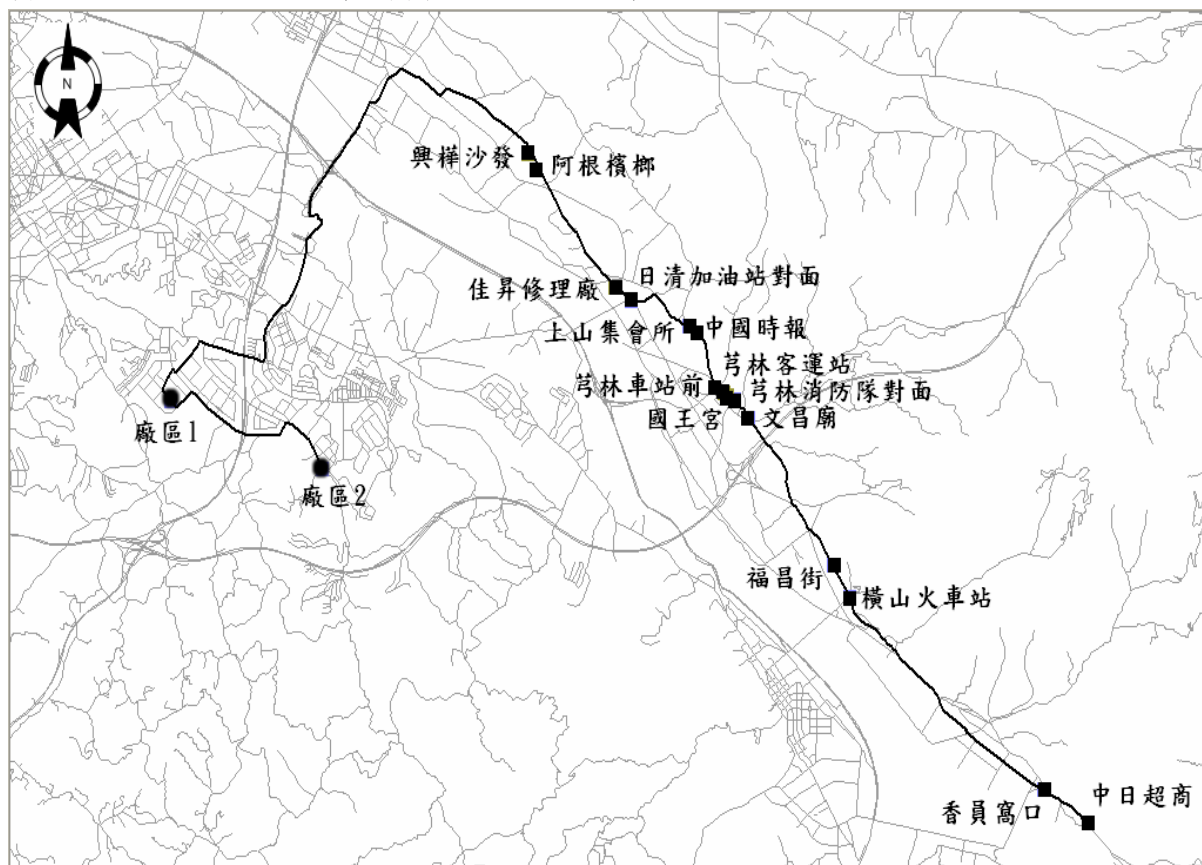 N
興樺沙發
阿根檳榔
日清加油站對面
佳昇修理廠
上山集會所
中國時報
芎林客運站
芎林車站前
芎林消防隊對面
國王宮
文昌廟
廠區1
廠區2
福昌街
橫山火車站
香員窩口
中日超商